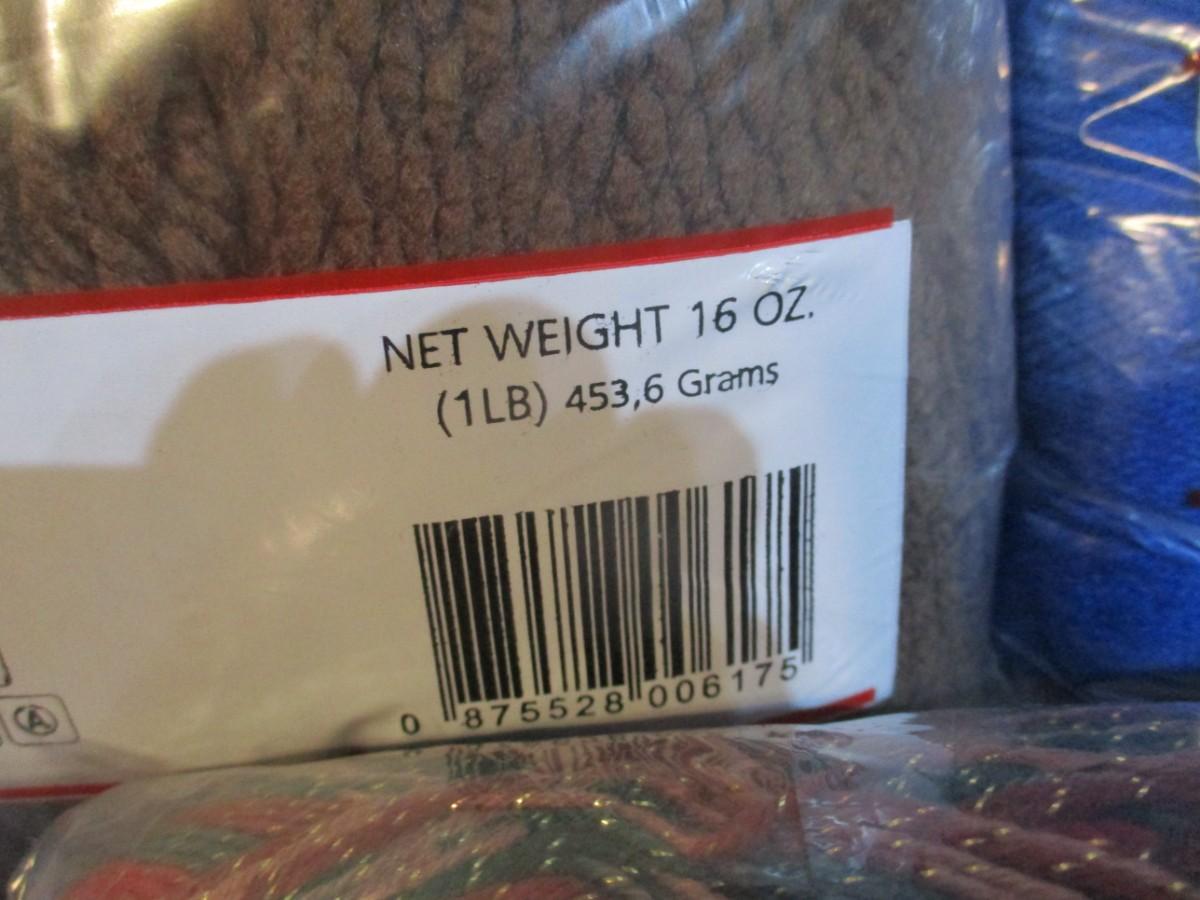 NET WEIGHT 16 OZ.
(1LB) 453,6 Grams
A
0 875528 006175